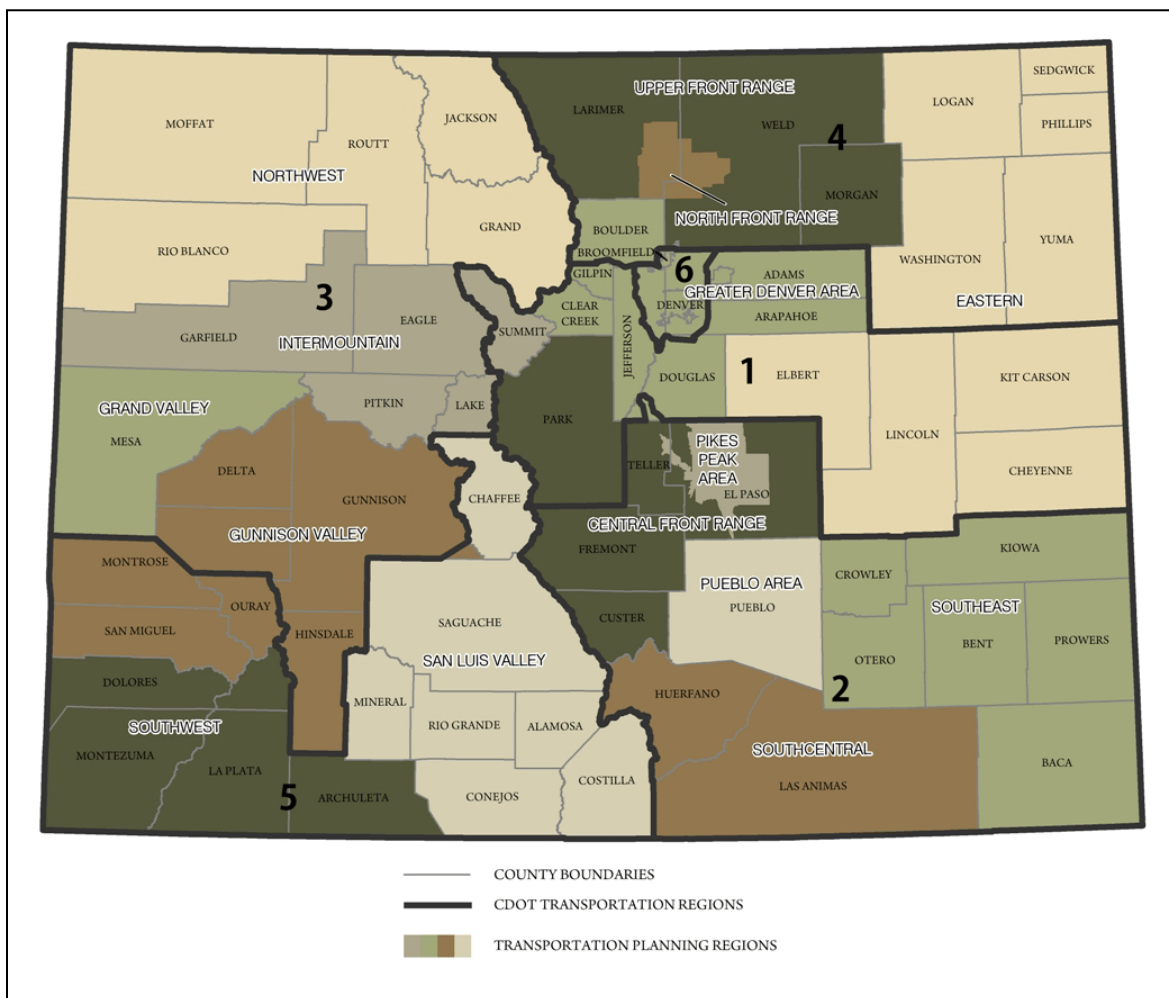 SEDGWICK
LOGAN
PHILLIPS
UPPER FRONT RANGE
LARIMER
WELD
4
MOFFAT
JACKSON
ROUTT
NORTHWEST
MORGAN
NORTH FRONT RANGE
GRAND
RIO BLANCO
BOULDER
BROOMFIELD
YUMA
WASHINGTON
EASTERN
6
GILPIN
ADAMS
GREATER DENVER AREA
DENVER
ARAPAHOE
CLEAR
CREEK
3
EAGLE
SUMMIT
GARFIELD
INTERMOUNTAIN
JEFFERSON
DOUGLAS
1
ELBERT
KIT CARSON
PITKIN
LAKE
GRAND VALLEY
MESA
PARK
LINCOLN
PIKES
PEAK
AREA
TELLER
CHEYENNE
DELTA
CHAFFEE
GUNNISON
EL PASO
GUNNISON VALLEY
CENTRAL FRONT RANGE
FREMONT
KIOWA
MONTROSE
CROWLEY
PUEBLO AREA
PUEBLO
OURAY
SOUTHEAST
CUSTER
SAN MIGUEL
HINSDALE
SAGUACHE
BENT
PROWERS
OTERO
SAN LUIS VALLEY
DOLORES
2
HUERFANO
MINERAL
SOUTHWEST
RIO GRANDE
ALAMOSA
MONTEZUMA
SOUTHCENTRAL
LA PLATA
BACA
COSTILLA
LAS ANIMAS
5
ARCHULETA
CONEJOS
COUNTY BOUNDARIES
CDOT TRANSPORTATION REGIONS
TRANSPORTATION PLANNING REGIONS